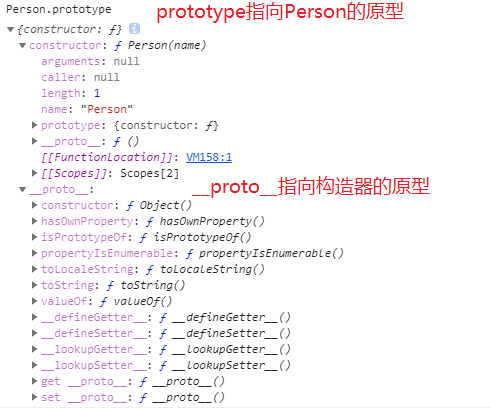 Person.prototype
prototype指向Person的原型
▼{constructor: ƒ} i
▼constructor: ƒ Person(name)
arguments: null
caller: null
length: 1
name: "Person"
▶prototype: {constructor: ƒ}
▶__proto__: ƒ ()
[[FunctionLocation]]: VM158:1
▶[[Scopes]]: Scopes[2]
▼__proto__:
__proto__指向构造器的原型
▶constructor: ƒ Object()
▶hasOwnProperty: ƒ hasOwnProperty()
▶isPrototypeOf: ƒ isPrototypeOf()
▶propertyIsEnumerable: ƒ propertyIsEnumerable()
▶toLocaleString: ƒ toLocaleString()
▶toString: ƒ toString()
▶valueOf: ƒ valueOf()
▶__defineGetter__: ƒ __defineGetter__()
▶__defineSetter__: ƒ __defineSetter__()
▶__lookupGetter__: ƒ __lookupGetter__()
▶__lookupSetter__: ƒ __lookupSetter__()
▶get __proto__: ƒ __proto__()
▶set __proto__: ƒ __proto__()